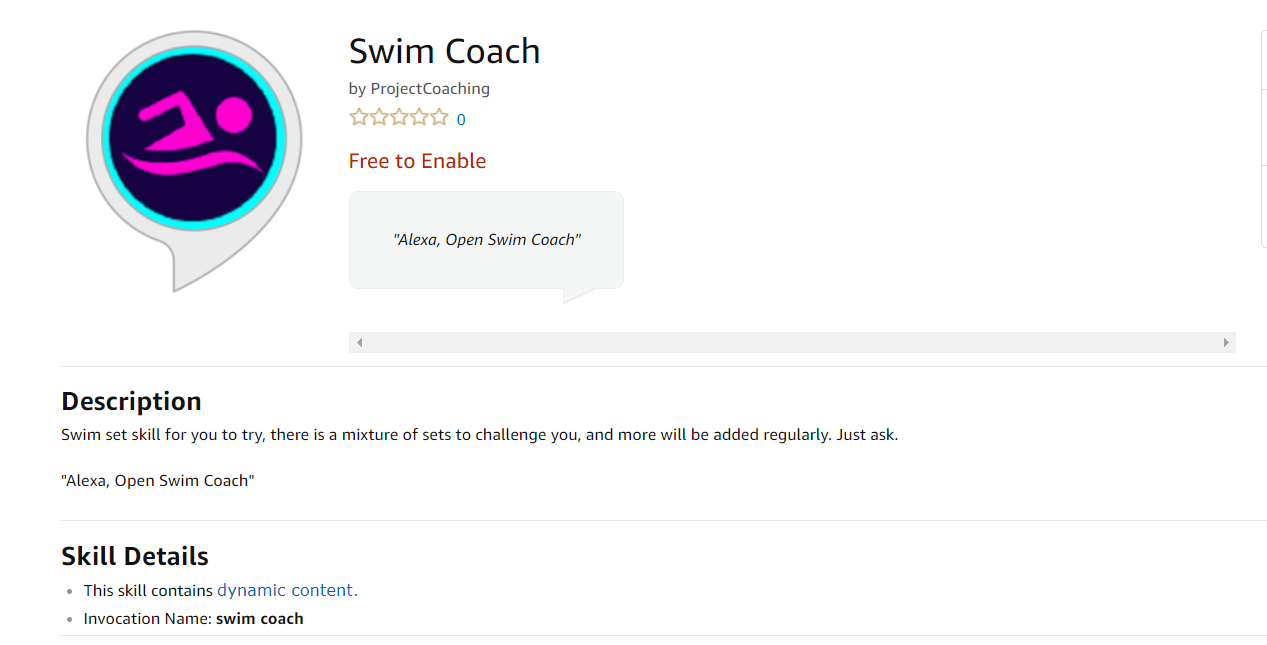 Swim Coach
by ProjectCoaching
0
Free to Enable
"Alexa, Open Swim Coach"
Description
Swim set skill for you to try, there is a mixture of sets to challenge you, and more will be added regularly. Just ask.
"Alexa, Open Swim Coach"
Skill Details
This skill contains dynamic content.
Invocation Name: swim coach